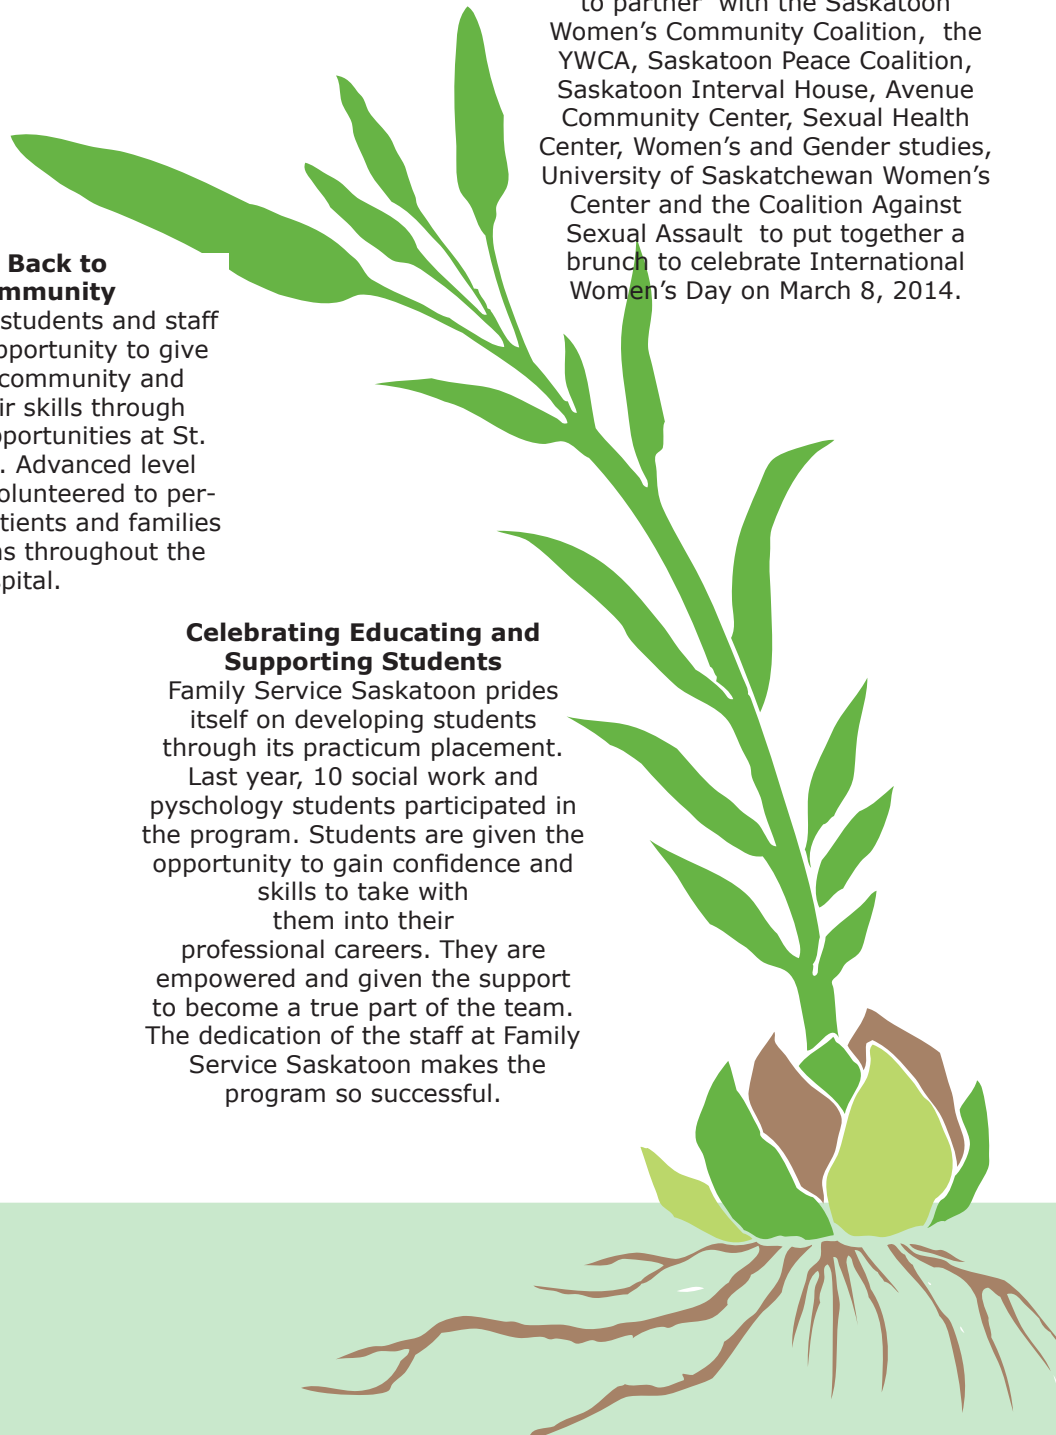 to partner with the Saskatoon
Women's Community Coalition, the
YWCA, Saskatoon Peace Coalition,
Saskatoon Interval House, Avenue
Community Center, Sexual Health
Center, Women's and Gender studies,
University of Saskatchewan Women's
Center and the Coalition Against
Sexual Assault to put together a
brunch to celebrate International
Women's Day on March 8, 2014.
Back to
mmunity
students and staff
pportunity to give
community and
ir skills through
pportunities at St.
. Advanced level
olunteered to per-
tients and families
ns throughout the
spital.
Celebrating Educating and
Supporting Students
Family Service Saskatoon prides
itself on developing students
through its practicum placement.
Last year, 10 social work and
pyschology students participated in
the program. Students are given the
opportunity to gain confidence and
skills to take with
them into their
professional careers. They are
empowered and given the support
to become a true part of the team.
The dedication of the staff at Family
Service Saskatoon makes the
program so successful.